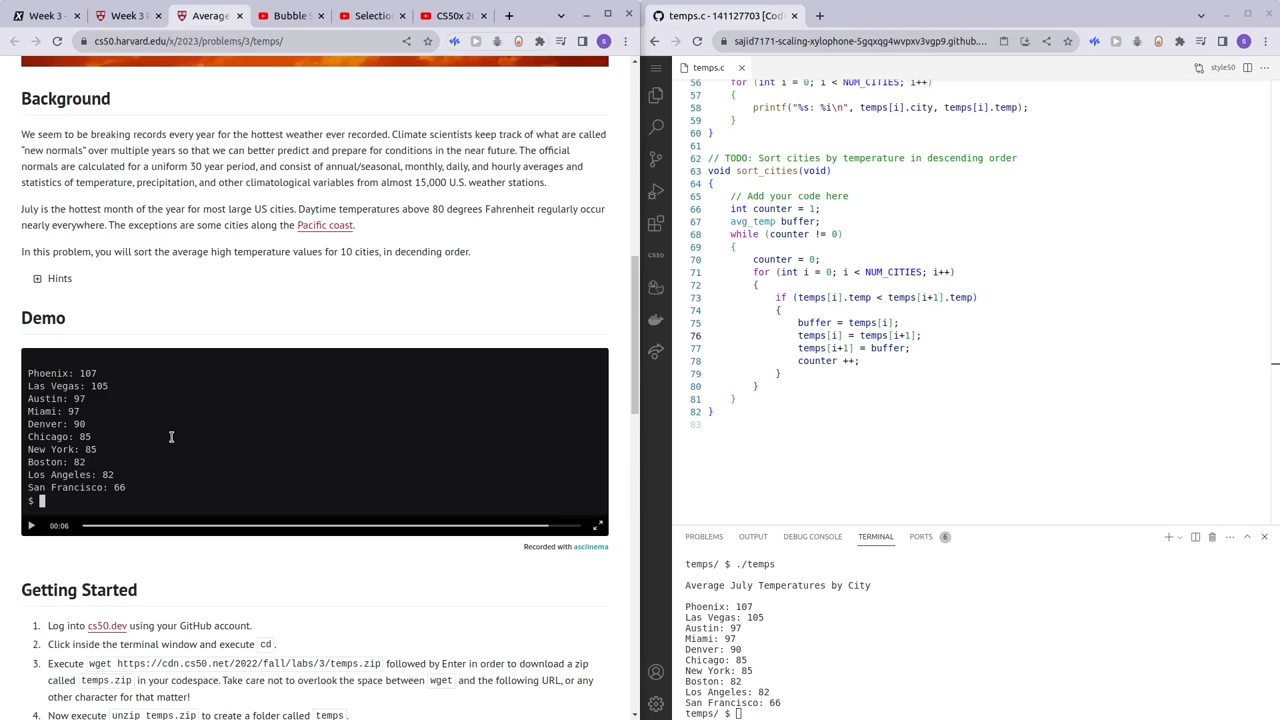 Week 3
Week 3
Average
Bubble S
Selection
CS50x 20
cs50.harvard.edu/x/2023/problems/3/temps/
Background
We seem to be breaking records every year for the hottest weather ever recorded. Climate scientists keep track of what are called
“new normals” over multiple years so that we can better predict and prepare for conditions in the near future. The official
normals are calculated for a uniform 30 year period, and consist of annual/seasonal, monthly, daily, and hourly averages and
statistics of temperature, precipitation, and other climatological variables from almost 15,000 U.S. weather stations.
July is the hottest month of the year for most large US cities. Daytime temperatures above 80 degrees Fahrenheit regularly occur
nearly everywhere. The exceptions are some cities along the Pacific coast.
In this problem, you will sort the average high temperature values for 10 cities, in decending order.
Hints
Demo
Phoenix: 107
Las Vegas: 105
Austin: 97
Miami: 97
Denver: 90
Chicago: 85
New York: 85
Boston: 82
Los Angeles: 82
San Francisco: 66
$
00:06
Recorded with asciinema
Getting Started
1. Log into cs50.dev using your GitHub account.
2. Click inside the terminal window and execute cd.
3. Execute wget https://cdn.cs50.net/2022/fall/labs/3/temps.zip followed by Enter in order to download a zip
called temps.zip in your codespace. Take care not to overlook the space between wget and the following URL, or any
other character for that matter!
4. Now execute unzip temps.zip to create a folder called temps.
temps.c - 141127703 [Cod
sajid7171-scaling-xylophone-5gqxqg4wvpxv3vgp9.github....
temps.c
style50
CS50
56 for (int i = 0; i < NUM_CITIES; i++)
57 {
58 printf("%s: %i\n", temps[i].city, temps[i].temp);
59 }
60 }
61
62 // TODO: Sort cities by temperature in descending order
63 void sort_cities(void)
64 {
65 // Add your code here
66 int counter = 1;
67 avg_temp buffer;
68 while (counter != 0)
69 {
70 counter = 0;
71 for (int i = 0; i < NUM_CITIES; i++)
72 {
73 if (temps[i].temp < temps[i+1].temp)
74 {
75 buffer = temps[i];
76 temps[i] = temps[i+1];
77 temps[i+1] = buffer;
78 counter ++;
79 }
80 }
81 }
82 }
83
PROBLEMS OUTPUT DEBUG CONSOLE TERMINAL PORTS 6
temps/ $ ./temps
Average July Temperatures by City
Phoenix: 107
Las Vegas: 105
Austin: 97
Miami: 97
Denver: 90
Chicago: 85
New York: 85
Boston: 82
Los Angeles: 82
San Francisco: 66
temps/ $